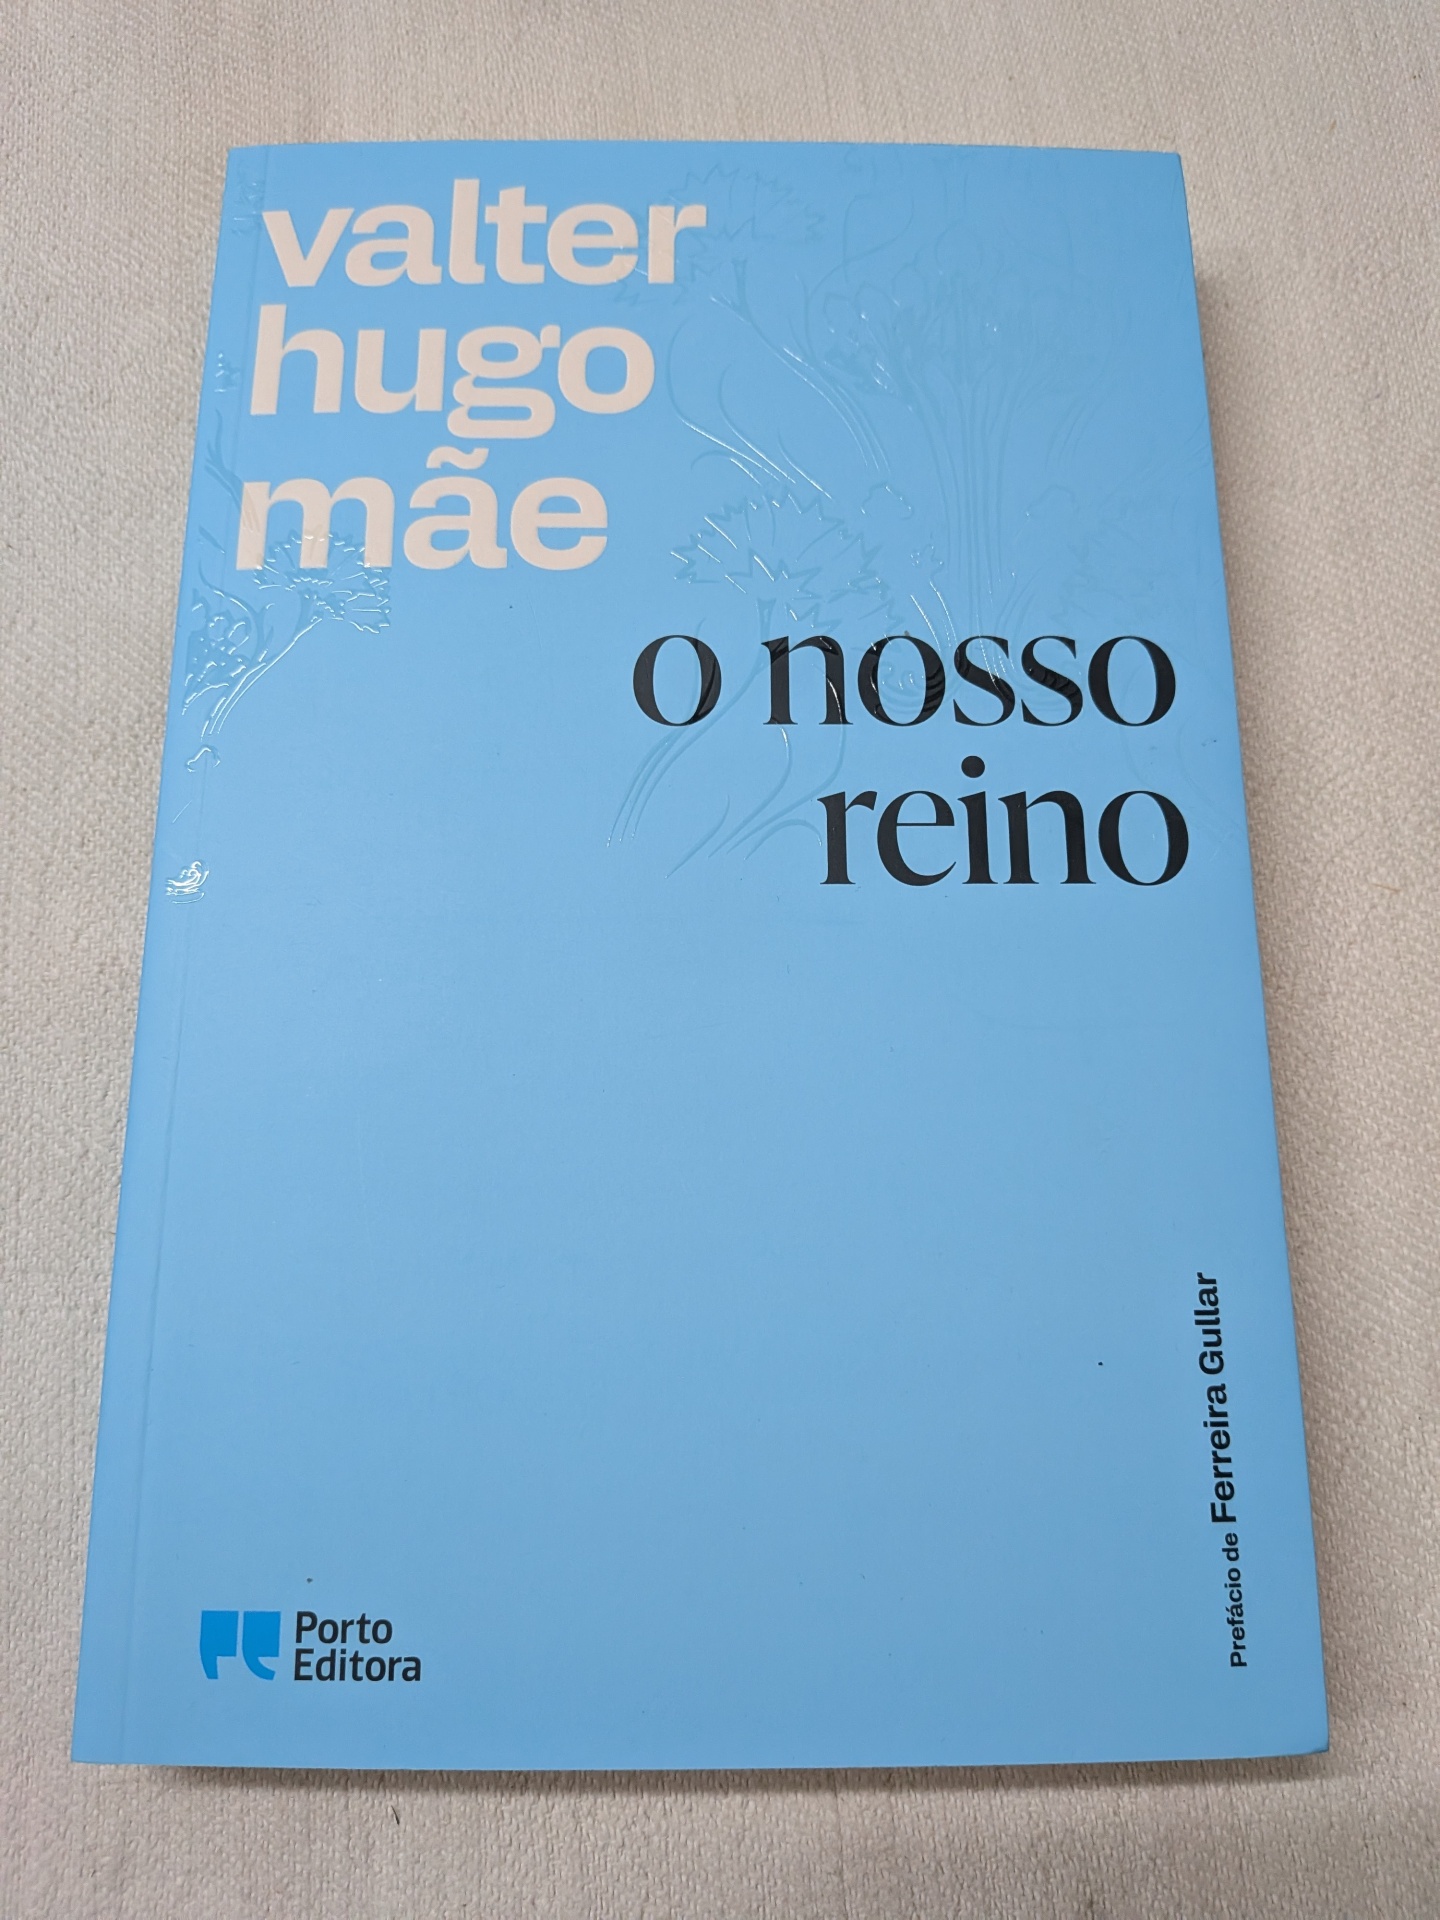 valter
hugo
mãe
o nosso
reino
Prefácio de Ferreira Gullar
Porto
Editora